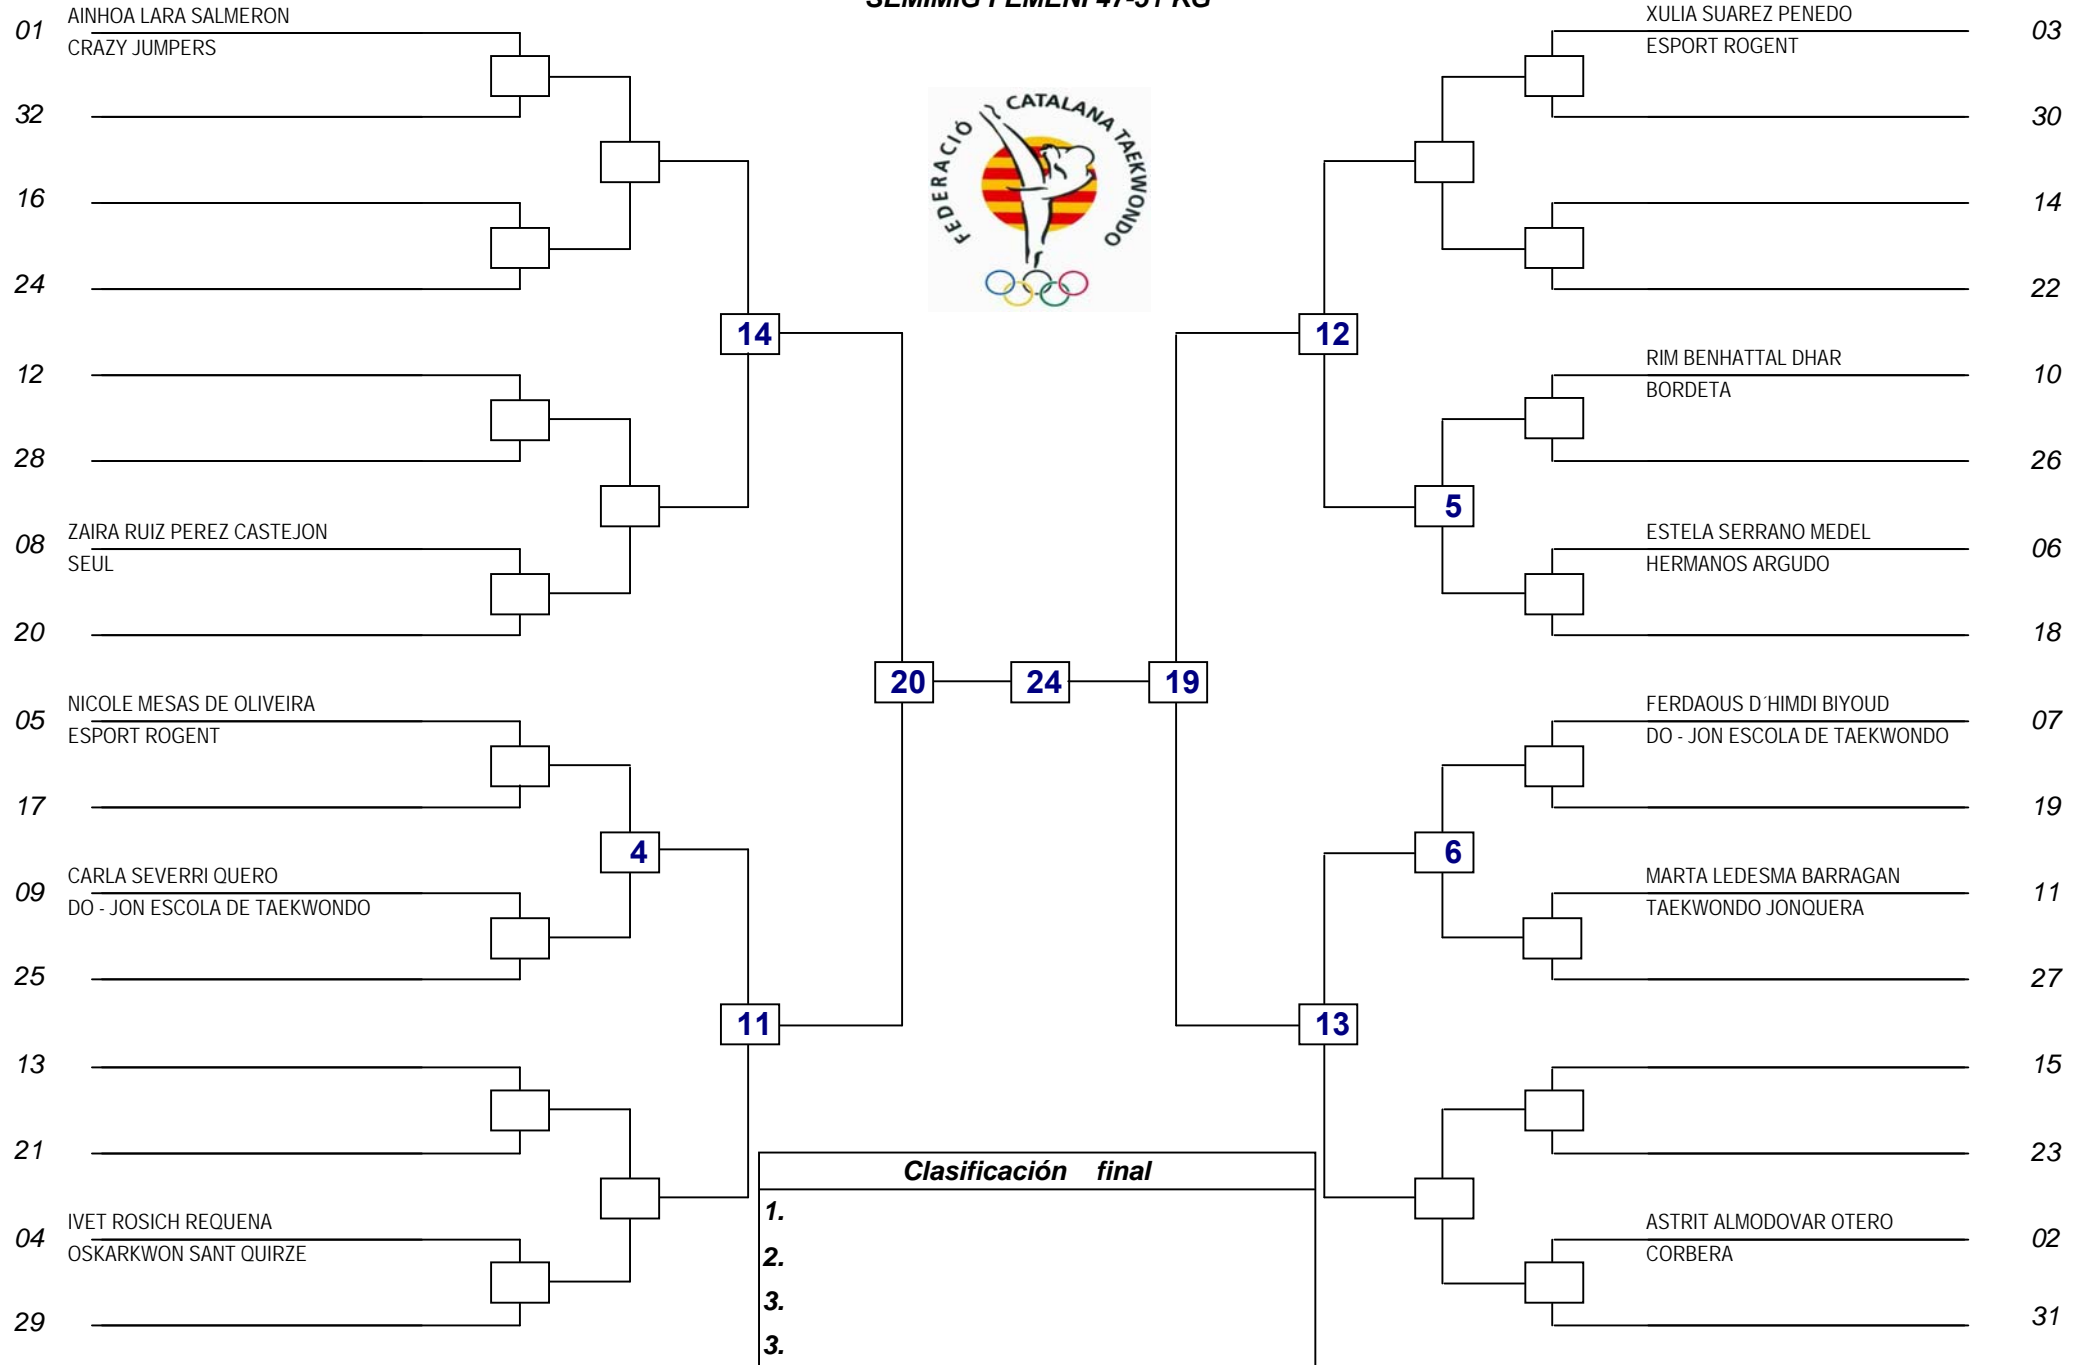 SEMIMIG FEMENI 47-51 KG
01 AINHOA LARA SALMERON
CRAZY JUMPERS
32
16
24
12
28
08 ZAIRA RUIZ PEREZ CASTEJON
SEUL
20
05 NICOLE MESAS DE OLIVEIRA
ESPORT ROGENT
17
09 CARLA SEVERRI QUERO
DO - JON ESCOLA DE TAEKWONDO
25
13
21
04 IVET ROSICH REQUENA
OSKARKWON SANT QUIRZE
29
14
4
11
20
24
19
FEDERACIÓ CATALANA TAEKWONDO
12
5
6
13
XULIA SUAREZ PENEDO 03
ESPORT ROGENT
30
14
22
RIM BENHATTAL DHAR 10
BORDETA
26
ESTELA SERRANO MEDEL 06
HERMANOS ARGUDO
18
FERDAOUS D´HIMDI BIYOUD 07
DO - JON ESCOLA DE TAEKWONDO
19
MARTA LEDESMA BARRAGAN 11
TAEKWONDO JONQUERA
27
15
23
ASTRIT ALMODOVAR OTERO 02
CORBERA
31
Clasificación final
1.
2.
3.
3.